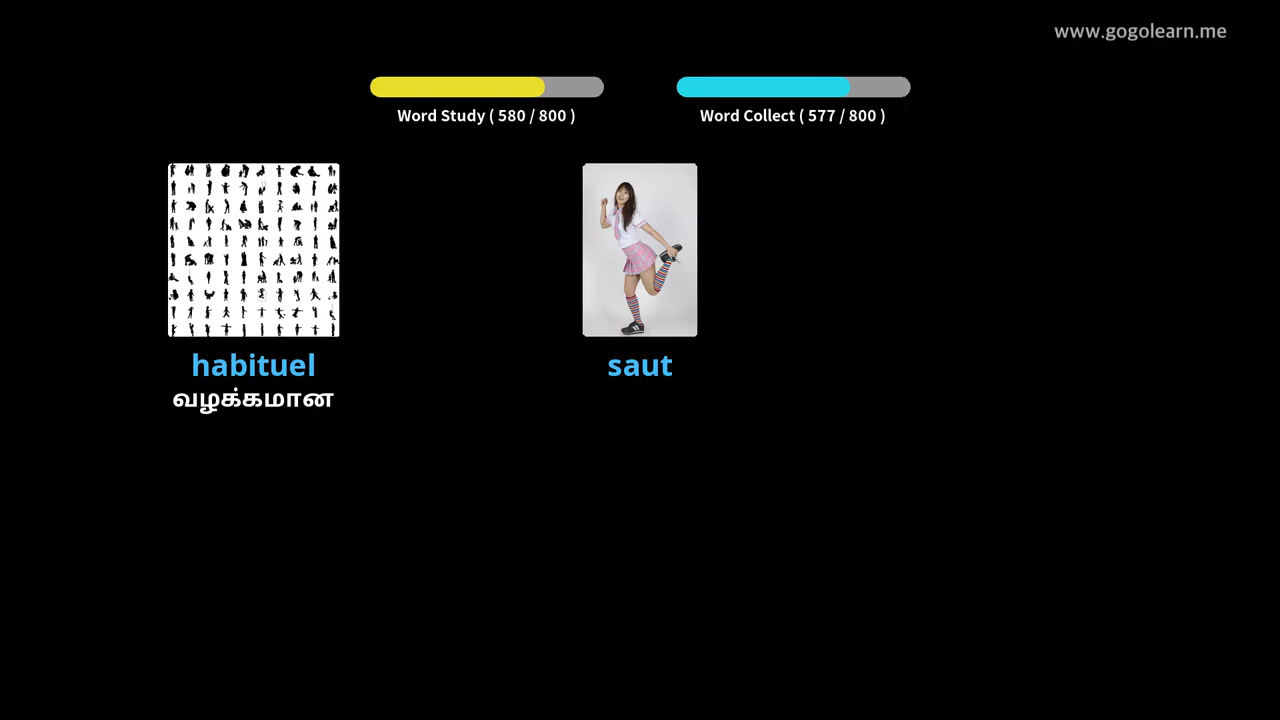 www.gogolearn.me
Word Study ( 580 / 800 )
Word Collect ( 577 / 800 )
habituel
வழக்கமான
saut